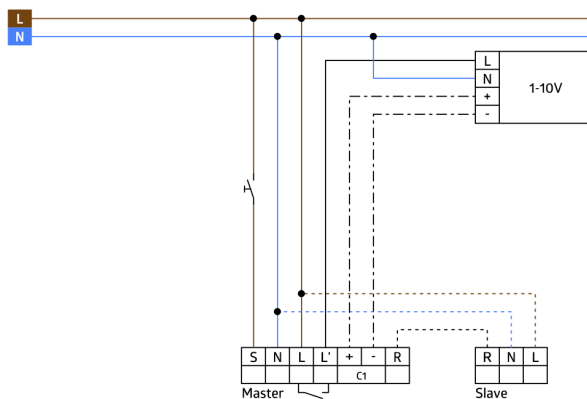 L
N
L
N
+
-
1-10V
S N L L' + - R
C1
Master
R N L
Slave